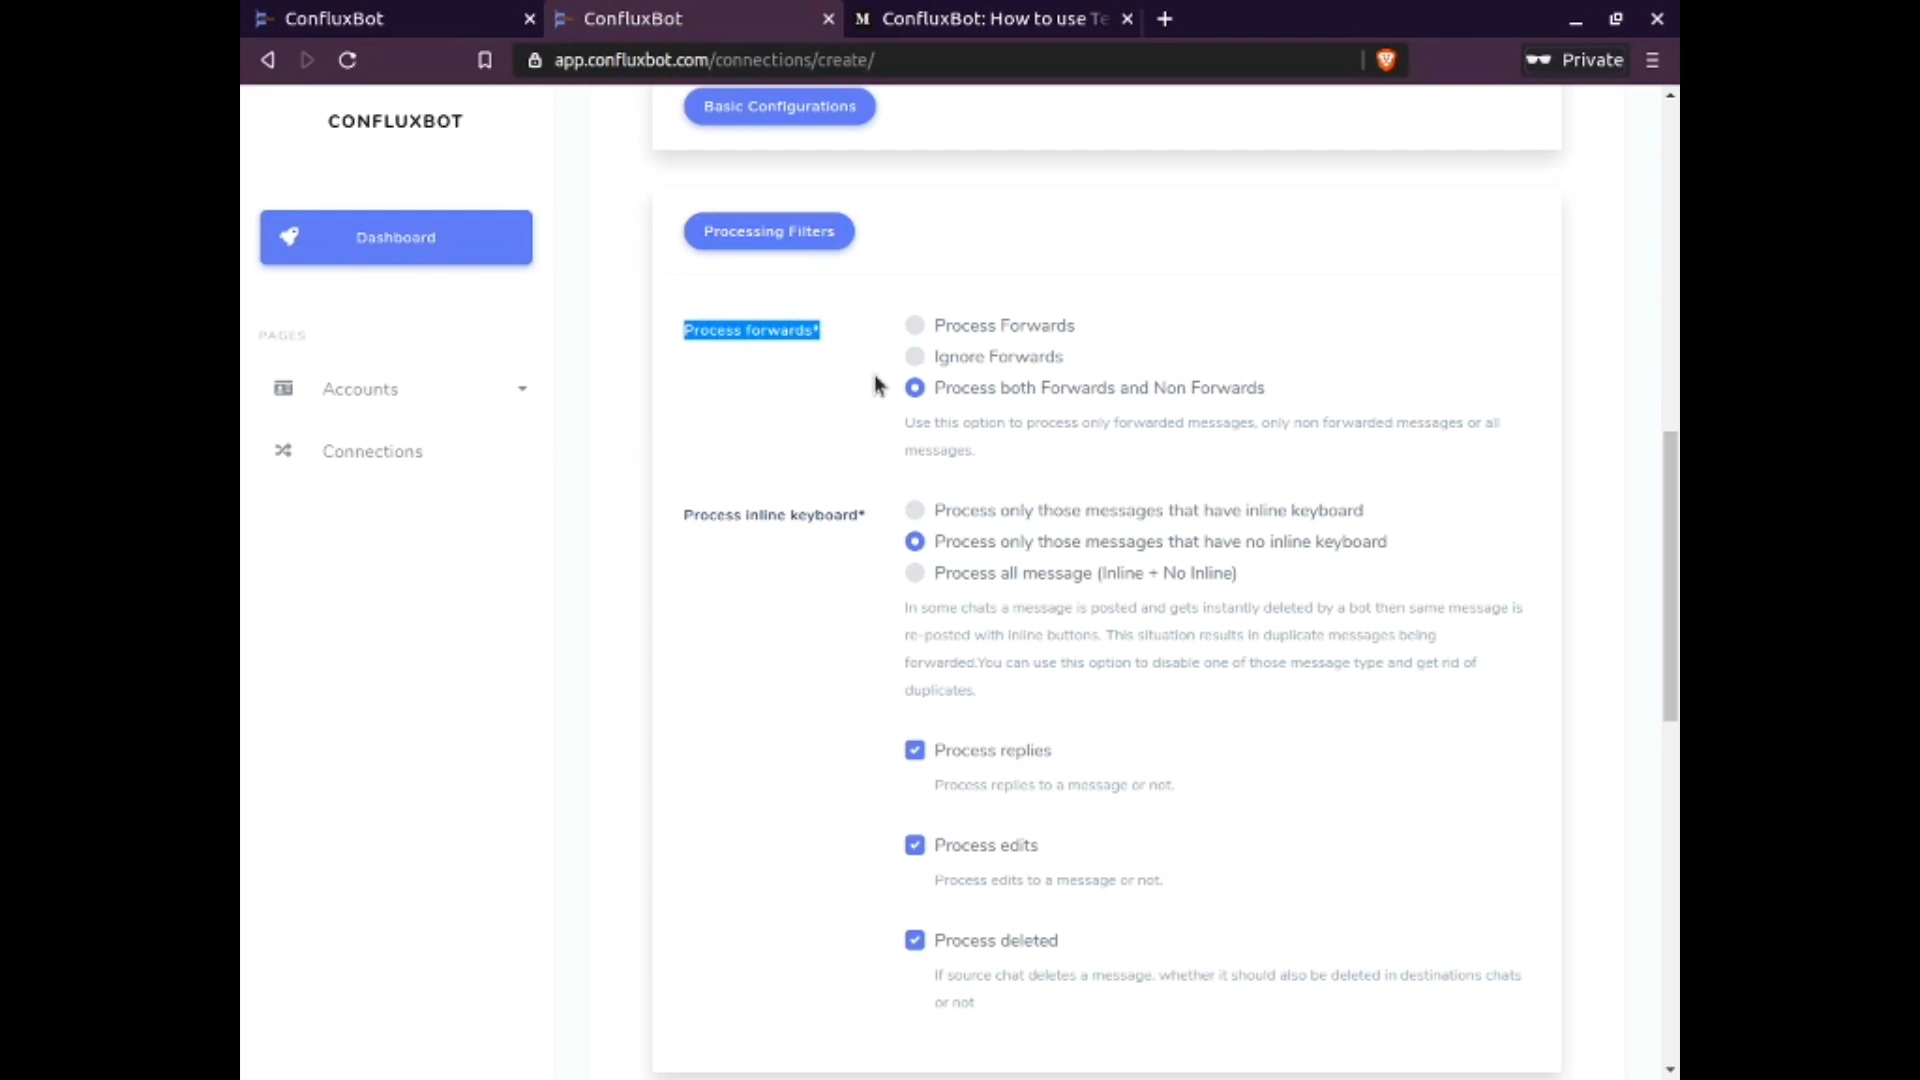 ConfluxBot
ConfluxBot
M ConfluxBot: How to use Te
app.confluxbot.com/connections/create/
Private
CONFLUXBOT
Dashboard
PAGES
Accounts
Connections
Basic Configurations
Processing Filters
Process forwards*
Process Forwards
Ignore Forwards
Process both Forwards and Non Forwards
Use this option to process only forwarded messages, only non forwarded messages or all
messages.
Process inline keyboard*
Process only those messages that have inline keyboard
Process only those messages that have no inline keyboard
Process all message (Inline + No Inline)
In some chats a message is posted and gets instantly deleted by a bot then same message is
re-posted with inline buttons. This situation results in duplicate messages being
forwarded.You can use this option to disable one of those message type and get rid of
duplicates.
Process replies
Process replies to a message or not.
Process edits
Process edits to a message or not.
Process deleted
If source chat deletes a message, whether it should also be deleted in destinations chats
or not